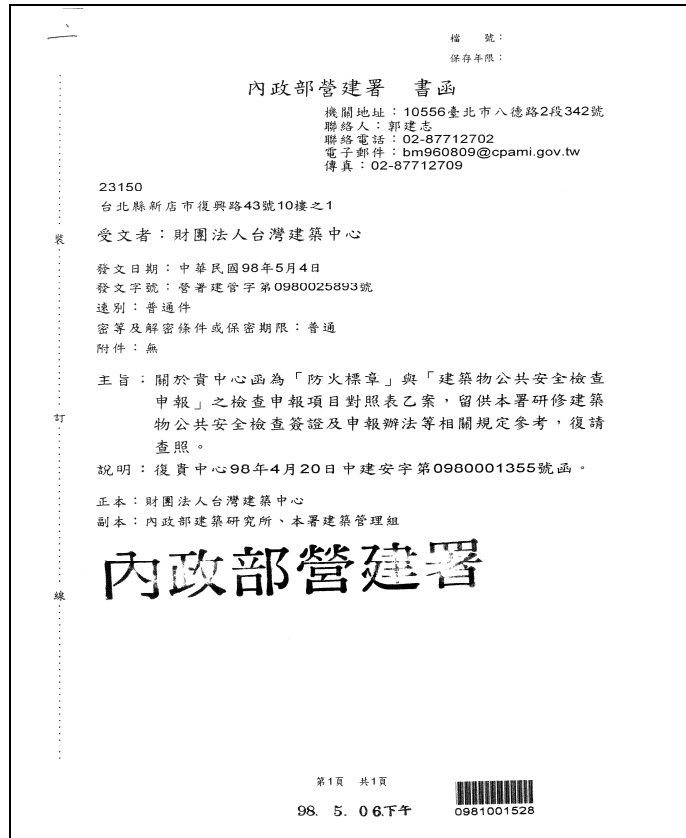 檔　　號：
保存年限：
內政部營建署　書函
機關地址：10556臺北市八德路2段342號
聯絡人：郭建志
聯絡電話：02-87712702
電子郵件：bm960809@cpami.gov.tw
傳真：02-87712709
23150
台北縣新店市復興路43號10樓之1
受文者：財團法人台灣建築中心
發文日期：中華民國98年5月4日
發文字號：營署建管字第0980025893號
速別：普通件
密等及解密條件或保密期限：普通
附件：無
主旨：關於貴中心函為「防火標章」與「建築物公共安全檢查
申報」之檢查申報項目對照表乙案，留供本署研修建築
物公共安全檢查簽證及申報辦法等相關規定參考，復請
查照。
說明：復貴中心98年4月20日中建安字第0980001355號函。
正本：財團法人台灣建築中心
副本：內政部建築研究所、本署建築管理組
內政部營建署
裝
訂
線
第1頁　共1頁
98. 5. 06下午
0981001528